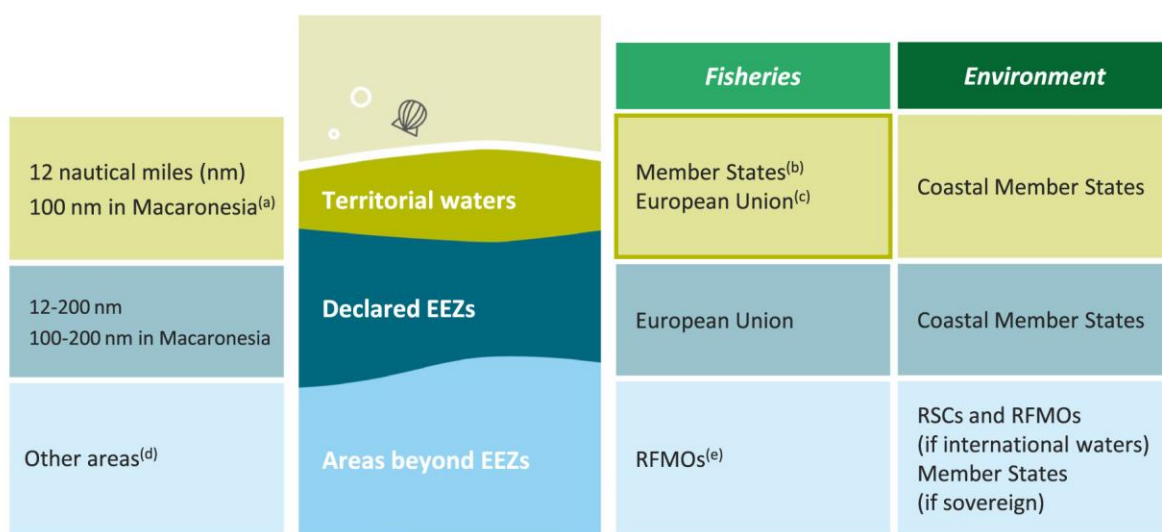 Fisheries
Environment
12 nautical miles (nm)
100 nm in Macaronesia(a)
Territorial waters
Member States(b)
European Union(c)
Coastal Member States
12-200 nm
100-200 nm in Macaronesia
Declared EEZs
European Union
Coastal Member States
Other areas(d)
Areas beyond EEZs
RFMOs(e)
RSCs and RFMOs
(if international waters)
Member States
(if sovereign)